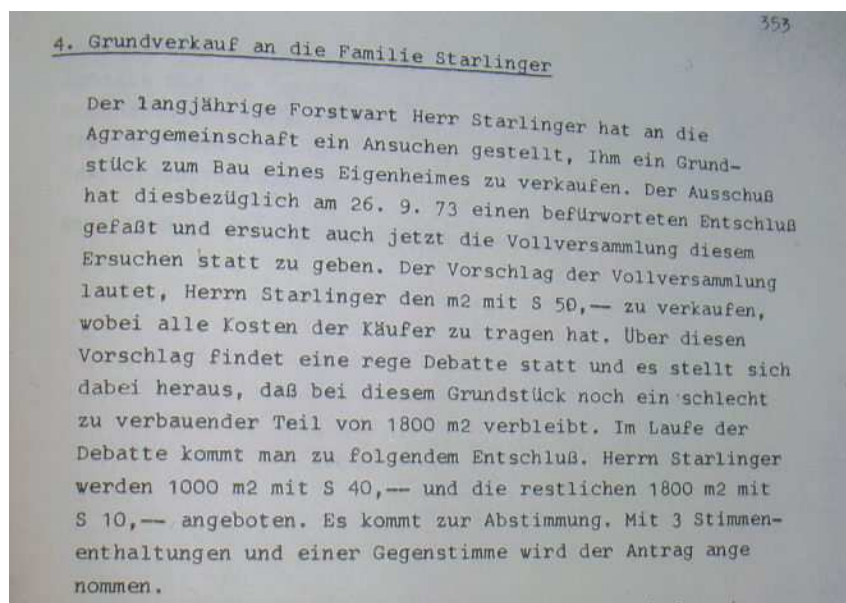 353
4. Grundverkauf an die Familie Starlinger
Der langjährige Forstwart Herr Starlinger hat an die
Agrargemeinschaft ein Ansuchen gestellt, Ihm ein Grund-
stück zum Bau eines Eigenheimes zu verkaufen. Der Ausschuß
hat diesbezüglich am 26. 9. 73 einen befürworteten Entschluß
gefaßt und ersucht auch jetzt die Vollversammlung diesem
Ersuchen statt zu geben. Der Vorschlag der Vollversammlung
lautet, Herrn Starlinger den m2 mit S 50,-- zu verkaufen,
wobei alle Kosten der Käufer zu tragen hat. Uber diesen
Vorschlag findet eine rege Debatte statt und es stellt sich
dabei heraus, daß bei diesem Grundstück noch ein schlecht
zu verbauender Teil von 1800 m2 verbleibt. Im Laufe der
Debatte kommt man zu folgendem Entschluß. Herrn Starlinger
werden 1000 m2 mit S 40,-- und die restlichen 1800 m2 mit
S 10,-- angeboten. Es kommt zur Abstimmung. Mit 3 Stimmen-
enthaltungen und einer Gegenstimme wird der Antrag ange
nommen.